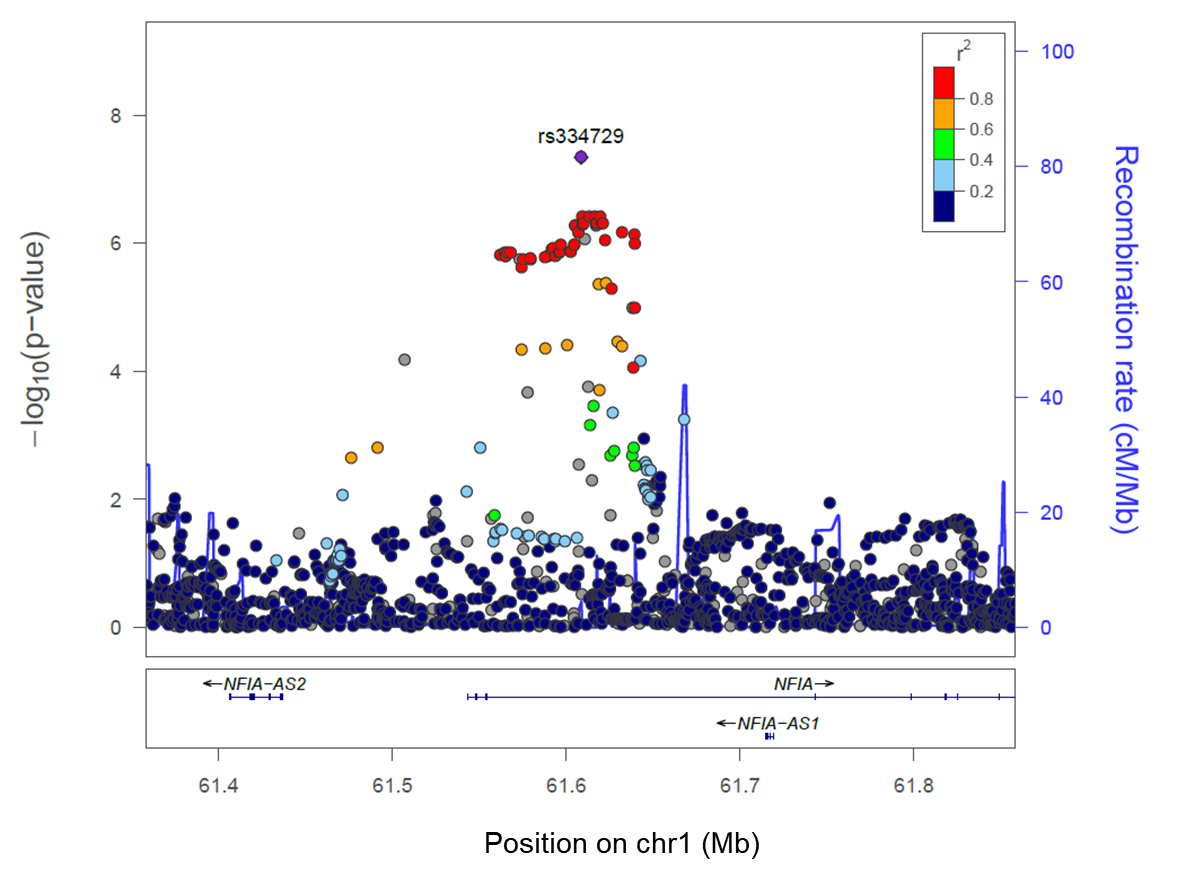 rs334729
r2
0.8
0.6
0.4
0.2
8
6
4
2
0
−log10(p−value)
100
80
60
40
20
0
Recombination rate (cM/Mb)
←NFIA−AS2
NFIA→
←NFIA−AS1
61.4 61.5 61.6 61.7 61.8
Position on chr1 (Mb)